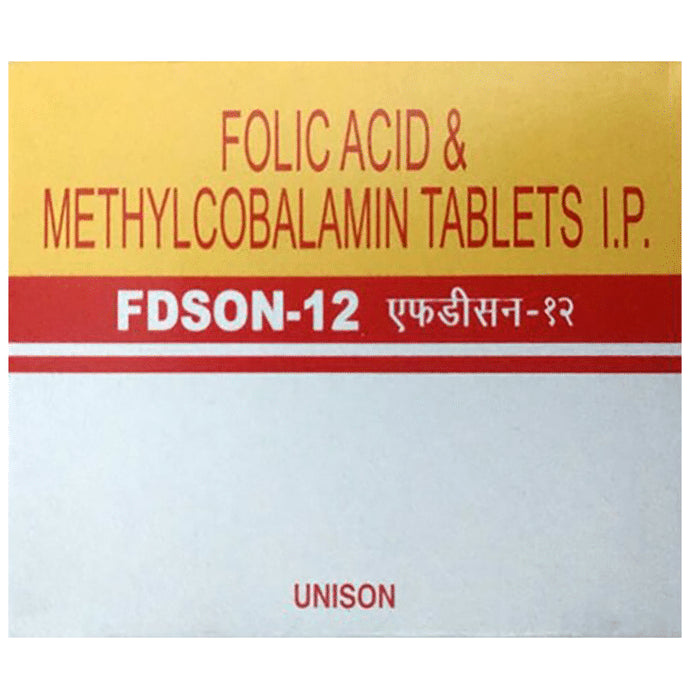 FOLIC ACID &
METHYLCOBALAMIN TABLETS I.P.
FDSON-12 एफडीसन-१२
UNISON